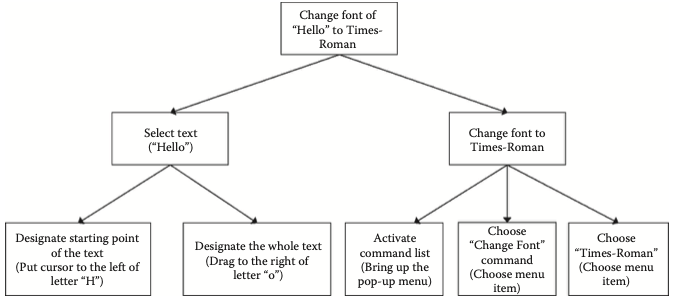 Change font of
“Hello” to Times-
Roman
Select text
(“Hello”)
Change font to
Times-Roman
Designate starting point
of the text
(Put cursor to the left of
letter “H”)
Designate the whole text
(Drag to the right of
letter “o”)
Activate
command list
(Bring up the
pop-up menu)
Choose
“Change Font”
command
(Choose menu
item)
Choose
“Times-Roman”
(Choose menu
item)